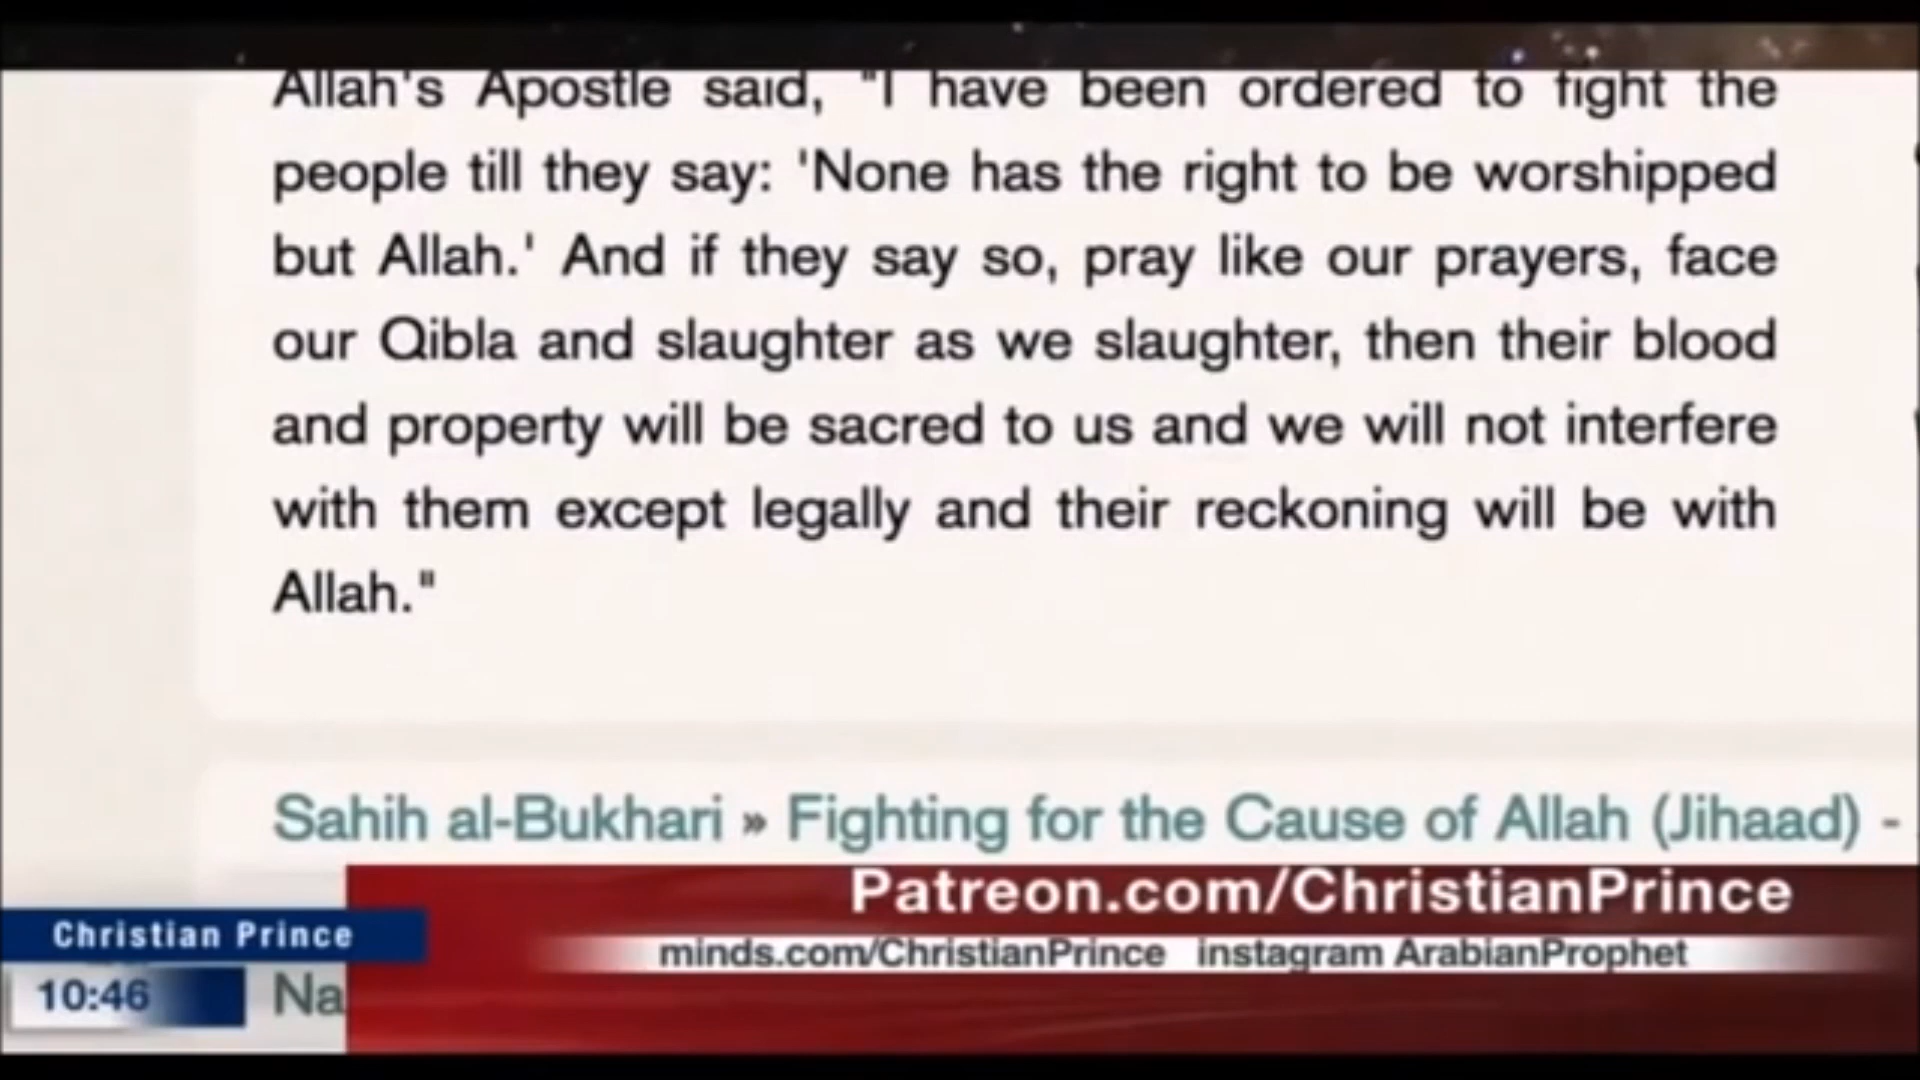 Allah's Apostle said, "I have been ordered to fight the
people till they say: 'None has the right to be worshipped
but Allah.' And if they say so, pray like our prayers, face
our Qibla and slaughter as we slaughter, then their blood
and property will be sacred to us and we will not interfere
with them except legally and their reckoning will be with
Allah."
Sahih al-Bukhari » Fighting for the Cause of Allah (Jihaad) -
Patreon.com/ChristianPrince
Christian Prince
minds.com/ChristianPrince instagram ArabianProphet
10:46
Na